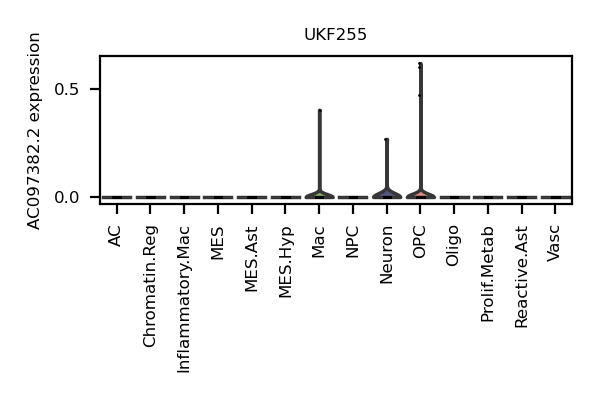 UKF255
AC097382.2 expression
0.5
0.0
AC
Chromatin.Reg
Inflammatory.Mac
MES
MES.Ast
MES.Hyp
Mac
NPC
Neuron
OPC
Oligo
Prolif.Metab
Reactive.Ast
Vasc